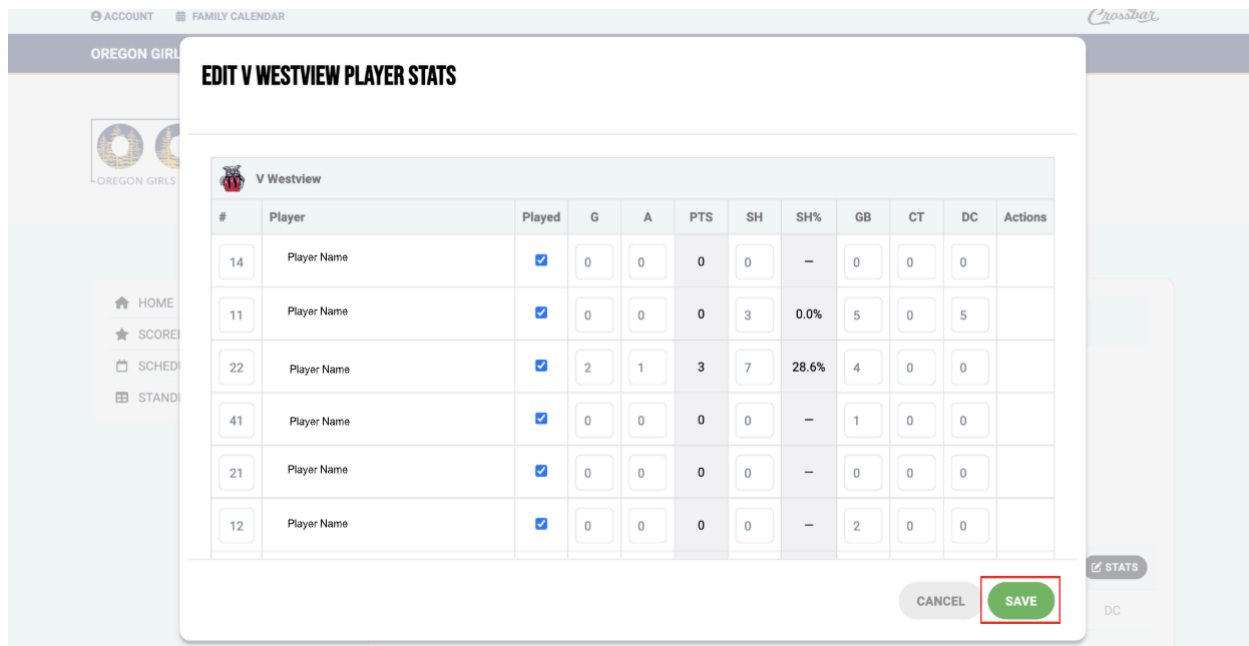 ACCOUNT FAMILY CALENDAR Crossbar
OREGON GIRL
EDIT V WESTVIEW PLAYER STATS
OREGON GIRLS
V Westview
# Player Played G A PTS SH SH% GB CT DC Actions
14 Player Name 0 0 0 0 – 0 0 0
11 Player Name 0 0 0 3 0.0% 5 0 5
22 Player Name 2 1 3 7 28.6% 4 0 0
41 Player Name 0 0 0 0 – 1 0 0
21 Player Name 0 0 0 0 – 0 0 0
12 Player Name 0 0 0 0 – 2 0 0
HOME
SCORE
SCHED
STAND
STATS
CANCEL SAVE
DC